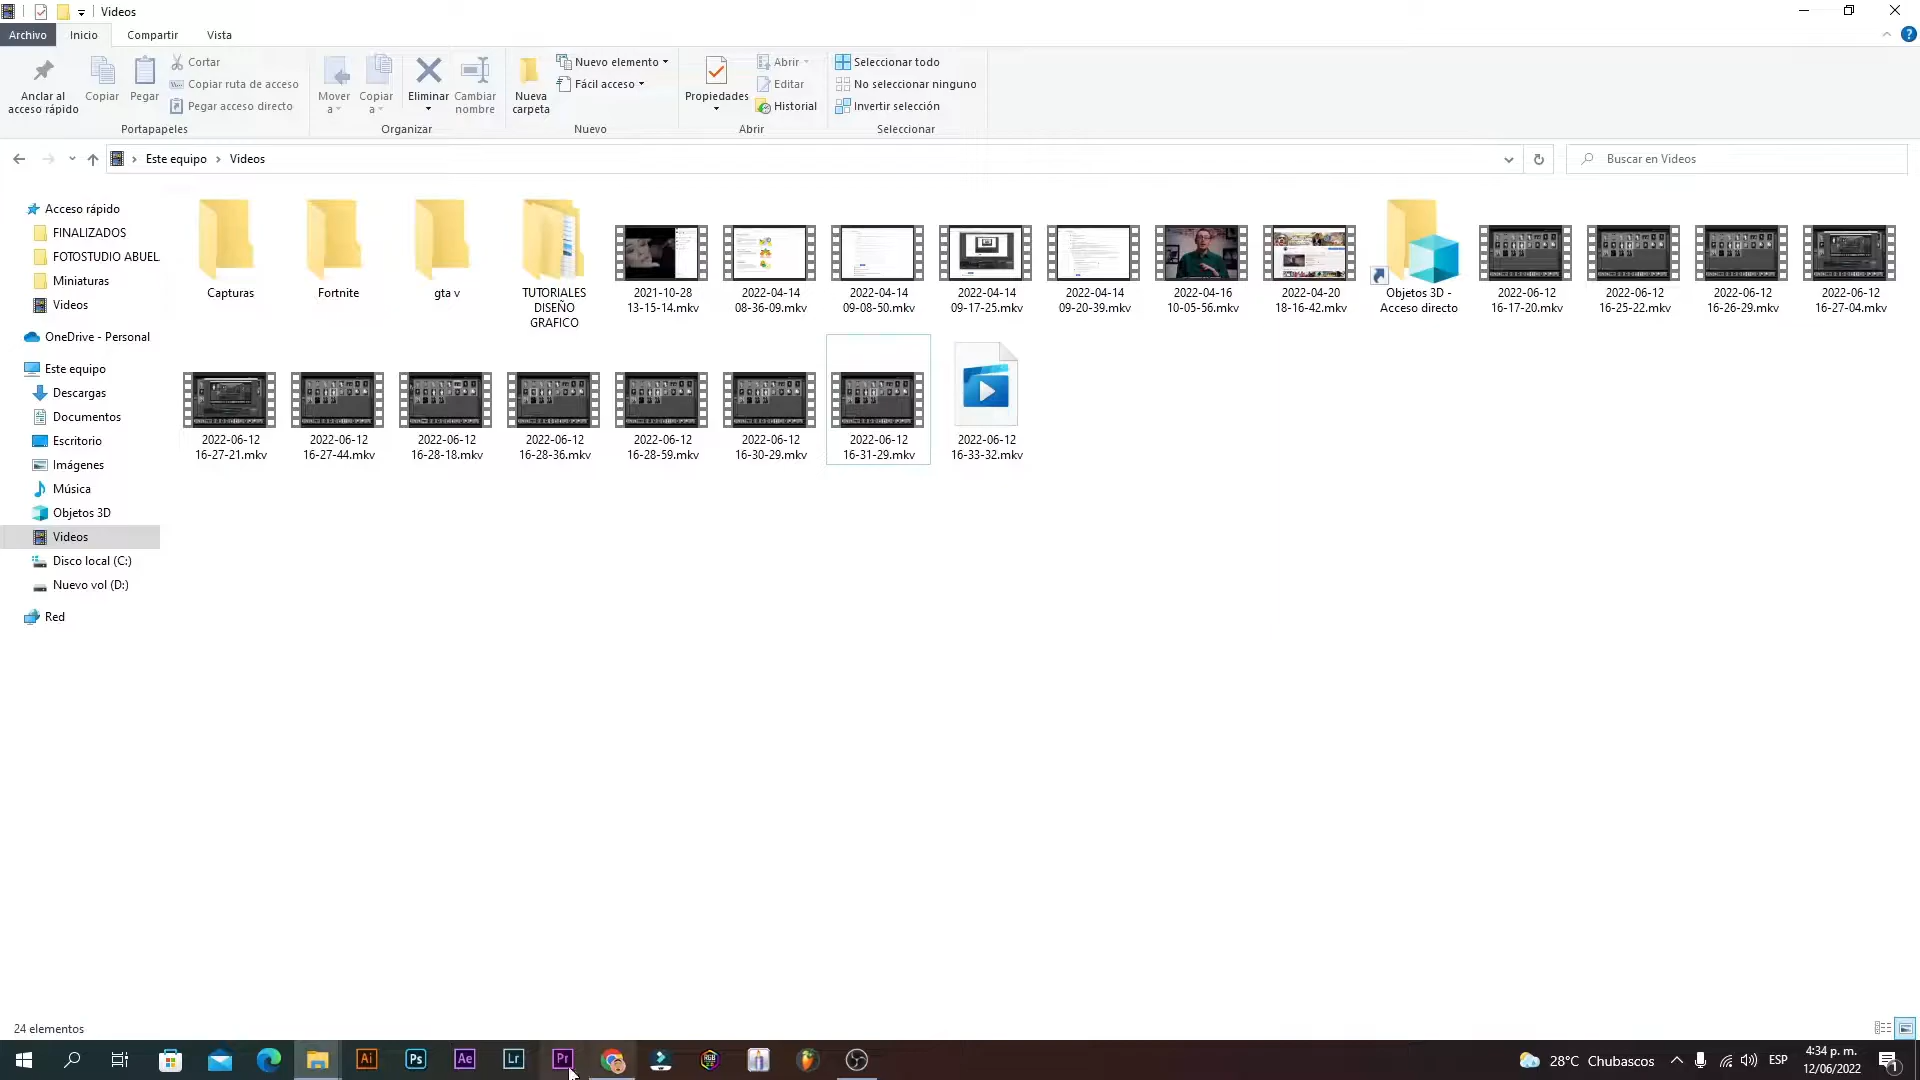 Videos
Archivo
Inicio
Compartir
Vista
?
Anclar al
acceso rápido
Copiar
Pegar
Cortar
Copiar ruta de acceso
Pegar acceso directo
Portapapeles
Mover
a
Copiar
a
Eliminar
Cambiar
nombre
Organizar
Nueva
carpeta
Nuevo elemento
Fácil acceso
Nuevo
Propiedades
Abrir
Editar
Historial
Abrir
Seleccionar todo
No seleccionar ninguno
Invertir selección
Seleccionar
Este equipo
Videos
Buscar en Videos
Acceso rápido
FINALIZADOS
FOTOSTUDIO ABUEL
Miniaturas
Videos
OneDrive - Personal
Este equipo
Descargas
Documentos
Escritorio
Imágenes
Música
Objetos 3D
Videos
Disco local (C:)
Nuevo vol (D:)
Red
Capturas
Fortnite
gta v
TUTORIALES
DISEÑO
GRAFICO
2021-10-28
13-15-14.mkv
2022-04-14
08-36-09.mkv
2022-04-14
09-08-50.mkv
2022-04-14
09-17-25.mkv
2022-04-14
09-20-39.mkv
2022-04-16
10-05-56.mkv
2022-04-20
18-16-42.mkv
Objetos 3D -
Acceso directo
2022-06-12
16-17-20.mkv
2022-06-12
16-25-22.mkv
2022-06-12
16-26-29.mkv
2022-06-12
16-27-04.mkv
2022-06-12
16-27-21.mkv
2022-06-12
16-27-44.mkv
2022-06-12
16-28-18.mkv
2022-06-12
16-28-36.mkv
2022-06-12
16-28-59.mkv
2022-06-12
16-30-29.mkv
2022-06-12
16-31-29.mkv
2022-06-12
16-33-32.mkv
24 elementos
Ai
Ps
Ae
Lr
Pr
28°C Chubascos
ESP
4:34 p. m.
12/06/2022
1